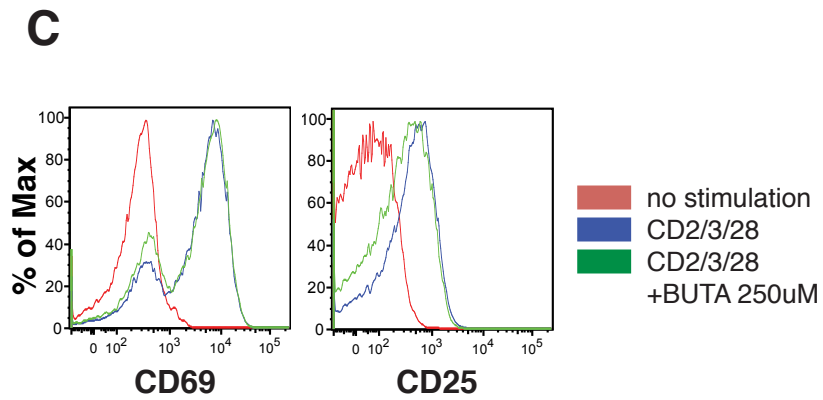 C
% of Max
100
80
60
40
20
0
0 10² 10³ 10⁴ 10⁵
CD69
100
80
60
40
20
0
0 10² 10³ 10⁴ 10⁵
CD25
no stimulation
CD2/3/28
CD2/3/28
+BUTA 250uM